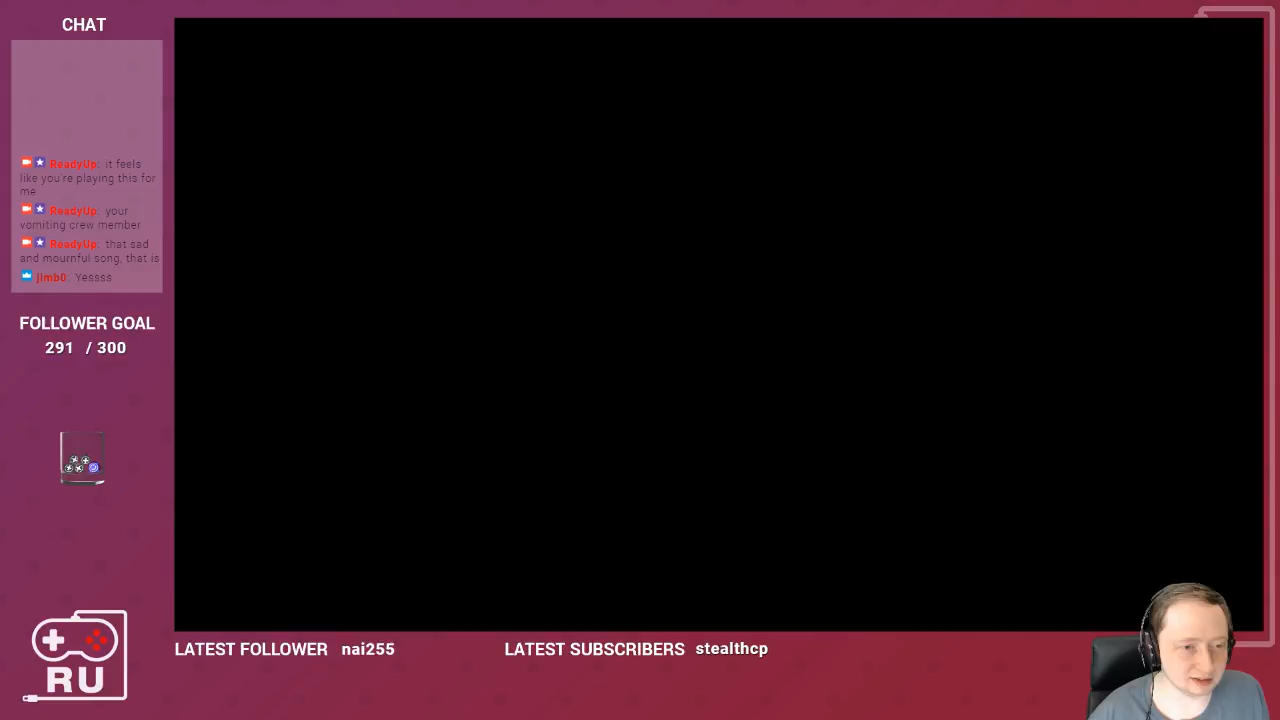 CHAT
ReadyUp: it feels
like you're playing this for
me
ReadyUp: your
vomiting crew member
ReadyUp: that sad
and mournful song, that is
jimb0: Yessss
FOLLOWER GOAL
291 / 300
RU
LATEST FOLLOWER nai255
LATEST SUBSCRIBERS stealthcp